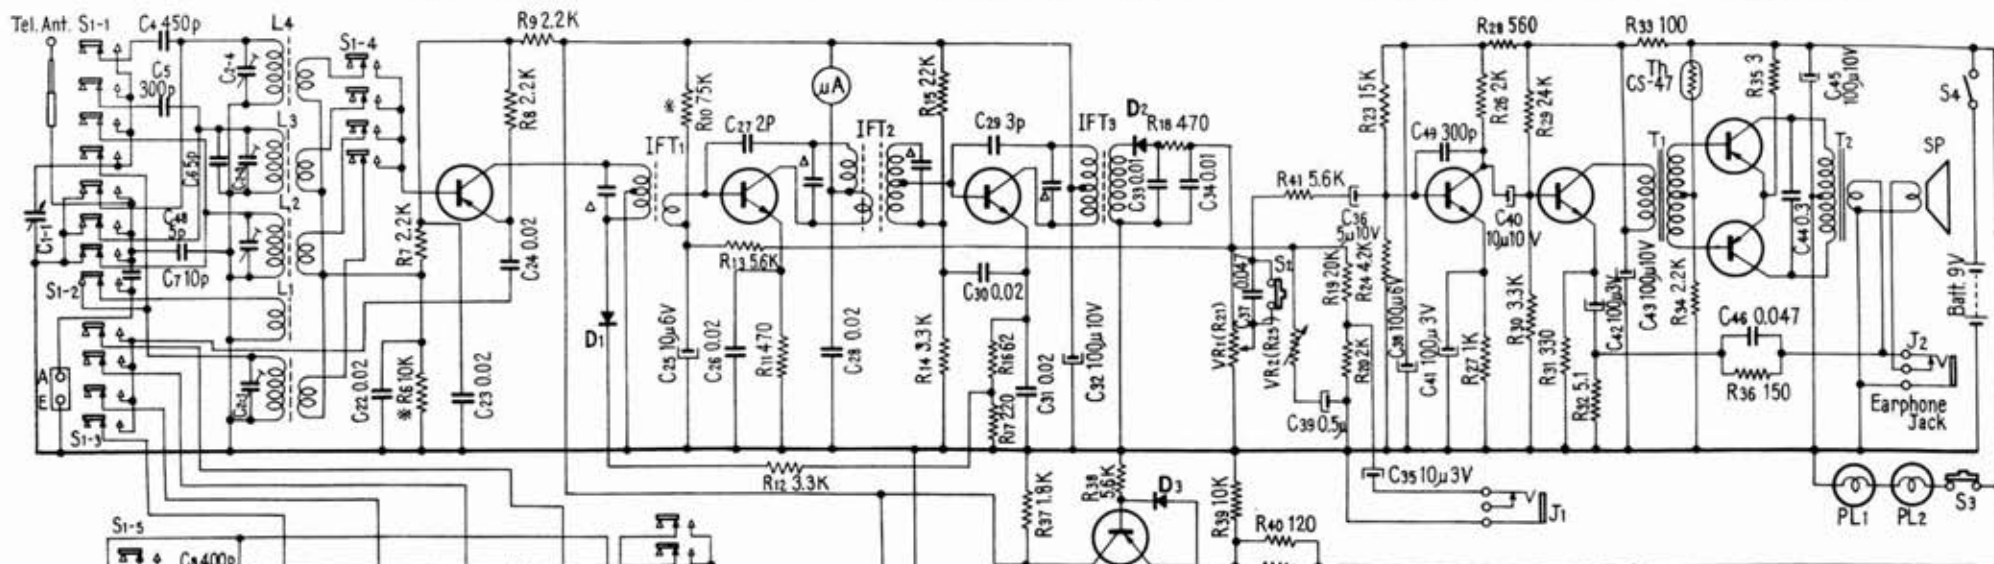 Tel. Ant.
S1-1
C4 450p
C5 300p
L4
C2-4
S1-4
R9 2.2K
R8 2.2K
L3
C6 5p
L2
C48 5p
C7 10p
C1-1
S1-2
L1
A
E
S1-3
R7 2.2K
C24 0.02
C22 0.02
※ R6 10K
C23 0.02
D1
IFT1
※ R10 75K
C27 2P
μA
IFT2
R15 22K
C29 3p
IFT3
D2
R18 470
C33 0.01
C34 0.01
R13 5.6K
C25 10μ6V
C26 0.02
R11 470
C28 0.02
C30 0.02
R14 3.3K
R16 62
R17 220
C31 0.02
C32 100μ10V
R12 3.3K
R41 5.6K
C36 5μ10V
C37 0.047
S2
VR1(R21)
VR2(R25)
R19 20K
R24 4.2K
R20 2K
C39 0.5μ
R23 15K
R28 560
R26 2K
C49 300p
R29 24K
C40 10μ10V
C38 100μ6V
C41 100μ3V
R27 1K
R30 3.3K
R31 330
R32 5.1
C42 100μ3V
C43 100μ10V
R33 100
Th CS-47
T1
R34 2.2K
R35 3
C45 100μ10V
C44 0.3
T2
SP
S4
Batt. 9V
C46 0.047
R36 150
J2
Earphone Jack
C35 10μ3V
J1
PL1
PL2
S3
R37 1.8K
R38 5.6K
D3
R39 10K
R40 120
S1-5